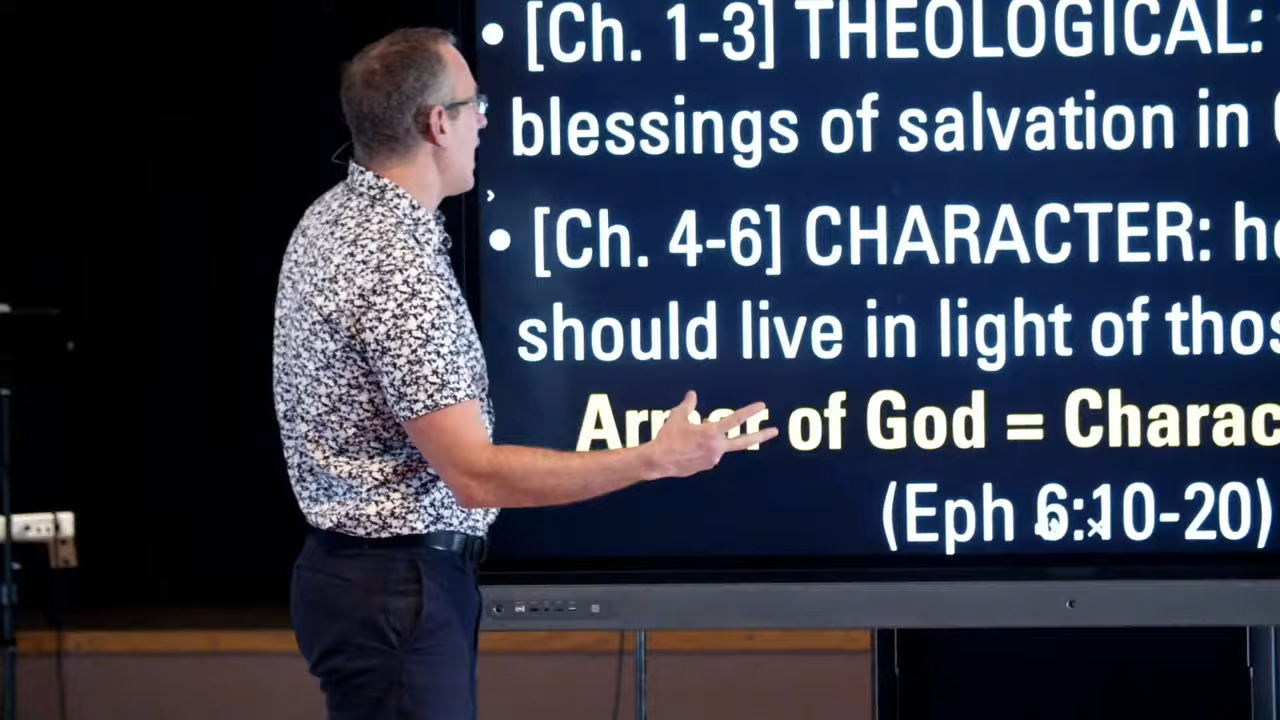 • [Ch. 1-3] THEOLOGICAL:
blessings of salvation in
• [Ch. 4-6] CHARACTER:
should live in light of
Armor of God =
(Eph 6:10-20)